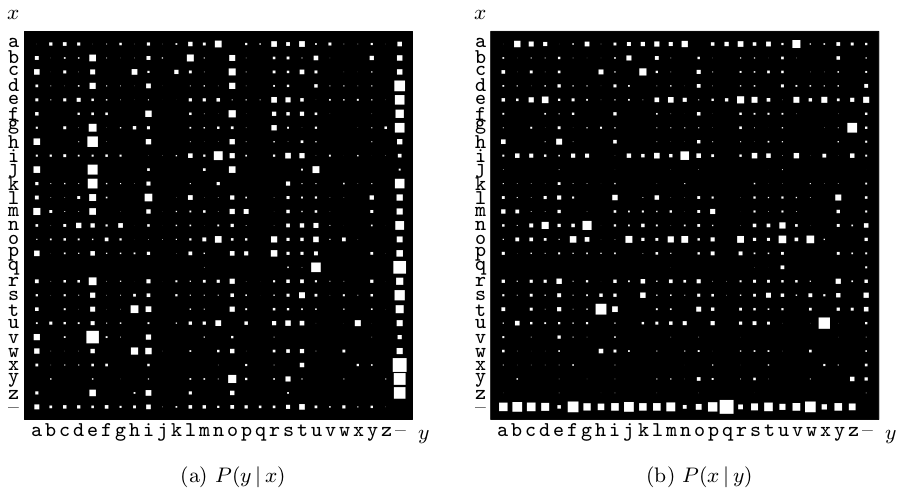 x x
a a
b b
c c
d d
e e
f f
g g
h h
i i
j j
k k
l l
m m
n n
o o
p p
q q
r r
s s
t t
u u
v v
w w
x x
y y
z z
– –
abcdefghijklmnopqrstuvwxyz– y abcdefghijklmnopqrstuvwxyz– y
(a) P(y | x) (b) P(x | y)